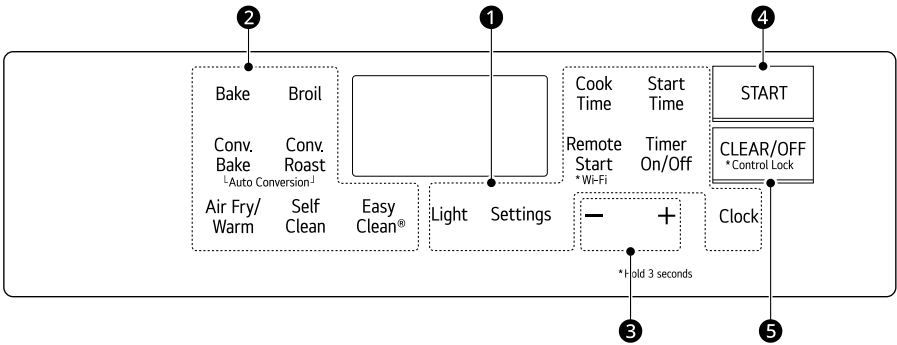 2
1
4
Bake
Broil
Conv.
Bake
Conv.
Roast
Auto Conversion
Air Fry/
Warm
Self
Clean
Easy
Clean®
Light
Settings
Cook
Time
Start
Time
Remote
Start
*Wi-Fi
Timer
On/Off
START
CLEAR/OFF
*Control Lock
− +
Clock
*Hold 3 seconds
3
5